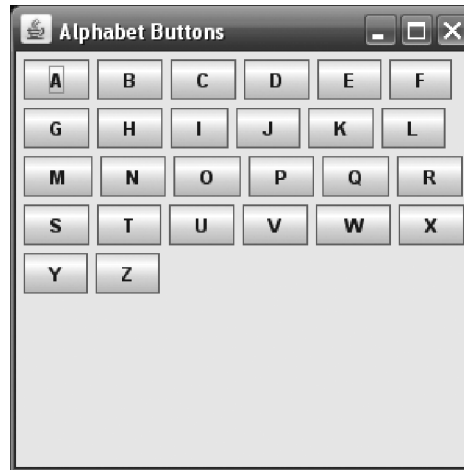 Alphabet Buttons
A B C D E F
G H I J K L
M N O P Q R
S T U V W X
Y Z